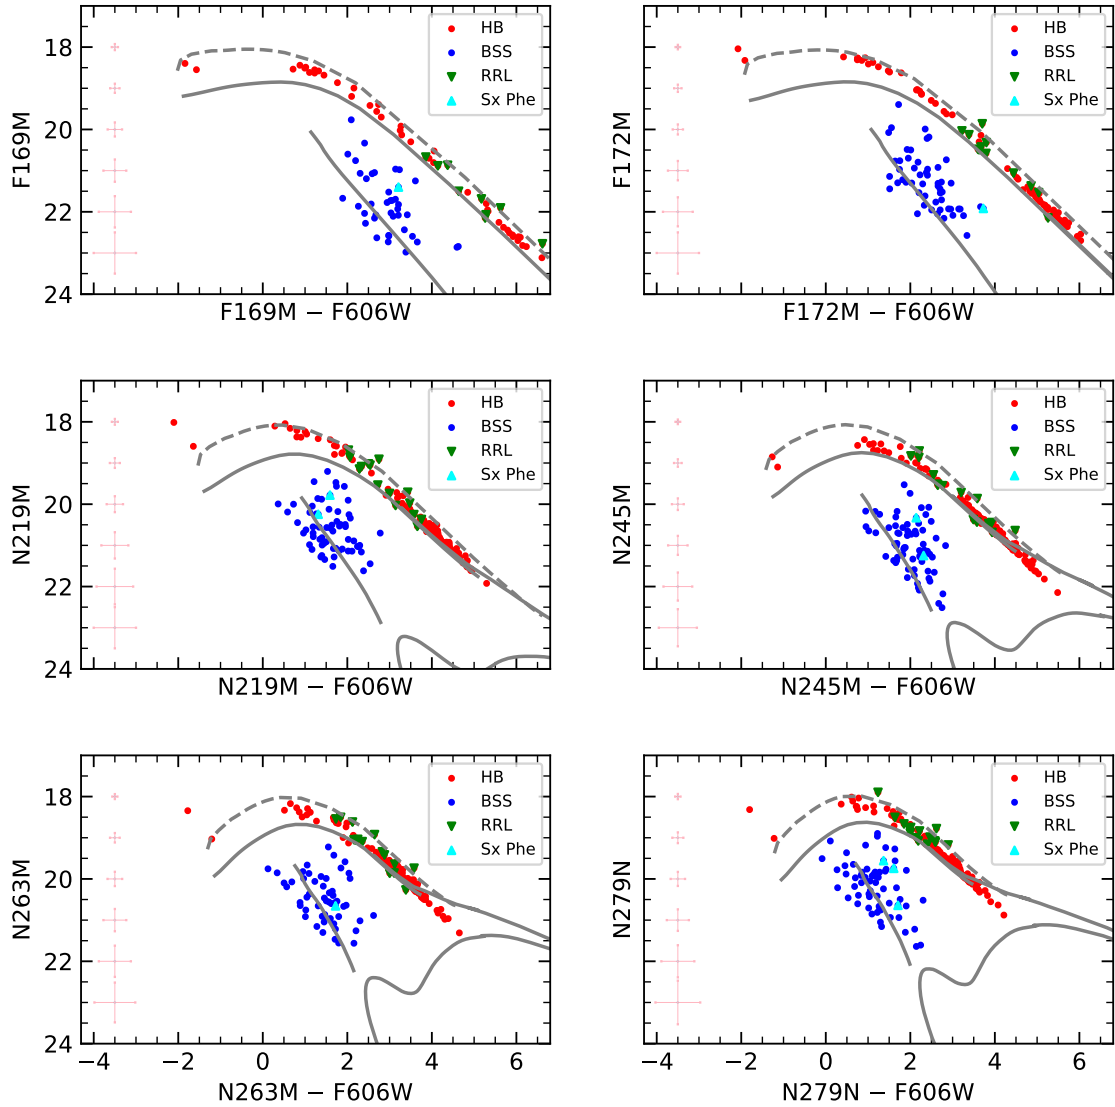 18
20
22
24
F169M
HB
BSS
RRL
Sx Phe
F169M − F606W
F172M
HB
BSS
RRL
Sx Phe
F172M − F606W
18
20
22
24
N219M
HB
BSS
RRL
Sx Phe
N219M − F606W
N245M
HB
BSS
RRL
Sx Phe
N245M − F606W
18
20
22
24
N263M
HB
BSS
RRL
Sx Phe
−4 −2 0 2 4 6
N263M − F606W
N279N
HB
BSS
RRL
Sx Phe
−4 −2 0 2 4 6
N279N − F606W